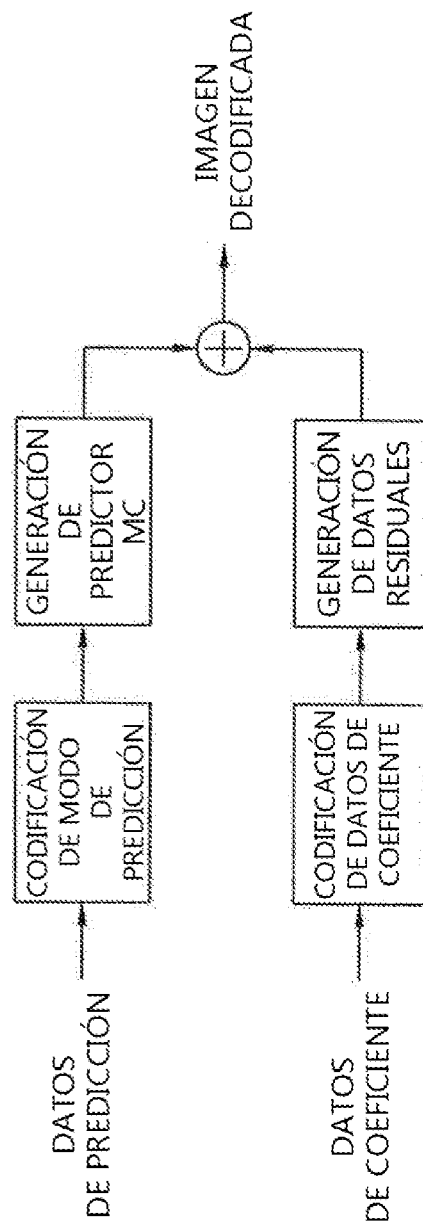 DATOS
DE PREDICCIÓN
CODIFICACIÓN
DE MODO
DE
PREDICCIÓN
GENERACIÓN
DE
PREDICTOR
MC
IMAGEN
DECODIFICADA
DATOS
DE COEFICIENTE
CODIFICACIÓN
DE DATOS DE
COEFICIENTE
GENERACIÓN
DE DATOS
RESIDUALES